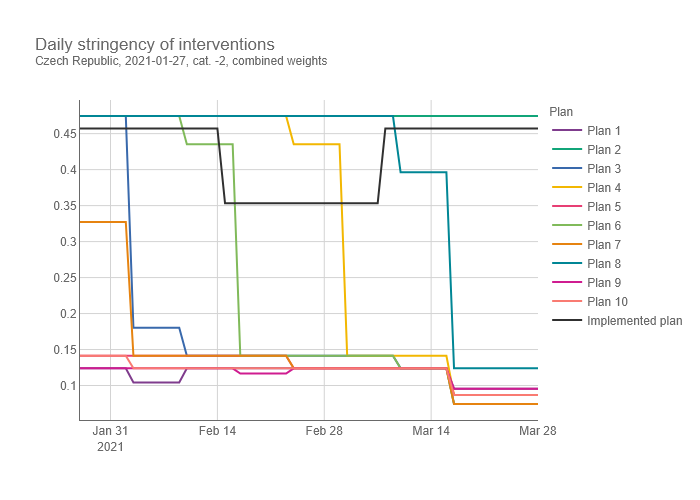 Daily stringency of interventions
Czech Republic, 2021-01-27, cat. -2, combined weights
Plan
Plan 1
Plan 2
Plan 3
Plan 4
Plan 5
Plan 6
Plan 7
Plan 8
Plan 9
Plan 10
Implemented plan
0.45
0.4
0.35
0.3
0.25
0.2
0.15
0.1
Jan 31 Feb 14 Feb 28 Mar 14 Mar 28
2021